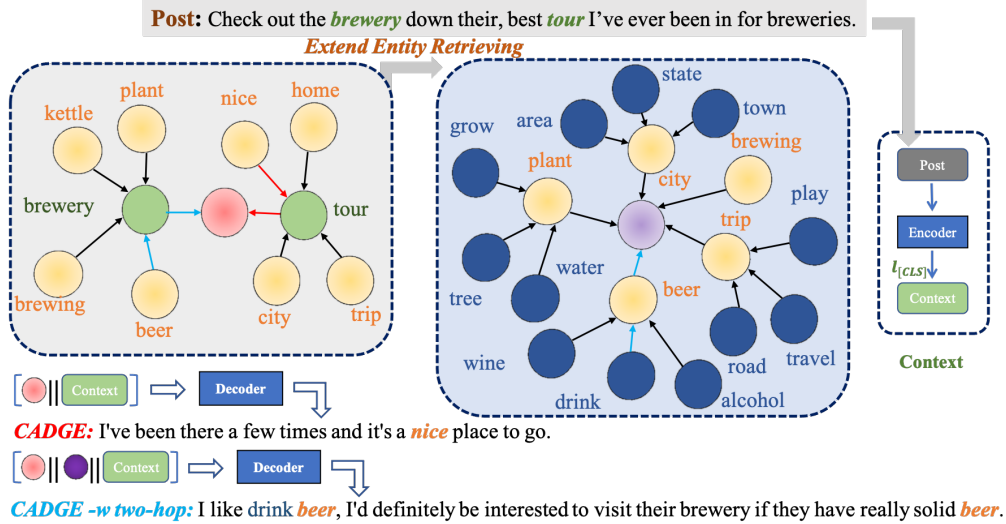 Post: Check out the brewery down their, best tour I've ever been in for breweries.
Extend Entity Retrieving
kettle
plant
nice
home
brewery
tour
brewing
beer
city
trip
state
area
town
grow
plant
brewing
city
play
trip
water
tree
beer
wine
road
travel
drink
alcohol
Post
Encoder
l[CLS]
Context
Context
[ || Context ]
Decoder
CADGE: I've been there a few times and it's a nice place to go.
[ || || Context ]
Decoder
CADGE -w two-hop: I like drink beer, I'd definitely be interested to visit their brewery if they have really solid beer.